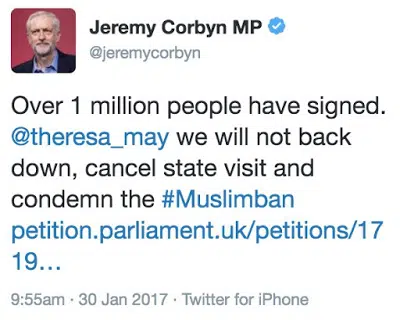 Jeremy Corbyn MP
@jeremycorbyn
Over 1 million people have signed.
@theresa_may we will not back
down, cancel state visit and
condemn the #Muslimban
petition.parliament.uk/petitions/17
19…
9:55am · 30 Jan 2017 · Twitter for iPhone